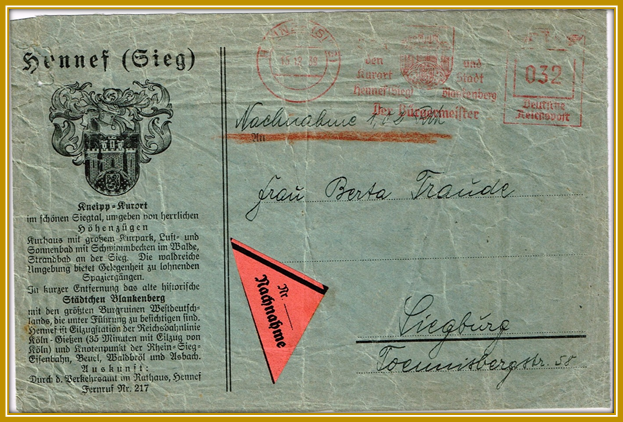 Hennef (Sieg)
Kneipp-Kurort
im schönen Siegtal, umgeben von herrlichen
Höhenzügen
Kurhaus mit großem Kurpark, Luft- und
Sonnenbad mit Schwimmbecken im Walde,
Strandbad an der Sieg. Die waldreiche
Umgebung bietet Gelegenheit zu lohnenden
Spaziergängen.
In kurzer Entfernung das alte historische
Städtchen Blankenberg
mit den größten Burgruinen Westdeutsch-
lands, die unter Führung zu besichtigen sind.
Hennef ist Eilzugstation der Reichsbahnlinie
Köln-Gießen (35 Minuten mit Eilzug von
Köln) und Knotenpunkt der Rhein-Sieg-
Eisenbahn, Beuel, Waldbröl und Asbach.
Auskunft:
Durch d. Verkehrsamt im Rathaus, Hennef
Fernruf Nr. 217
den und
Kurort Stadt
Hennef (Sieg) Blankenberg
Der Bürgermeister
032
Deutsche
Reichspost
Nachnahme
Frau Berta Traude
Nr.
Nachnahme
Siegburg